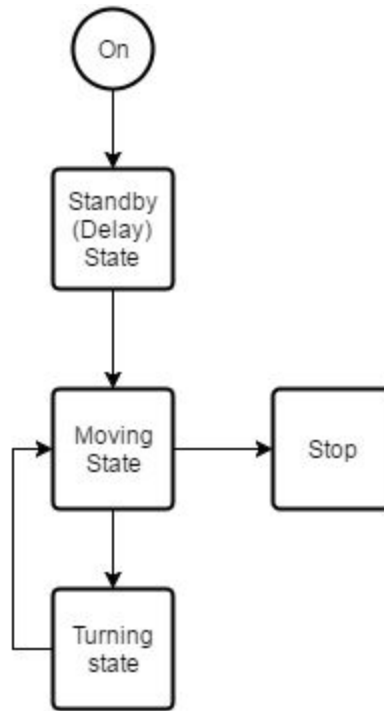 On
Standby
(Delay)
State
Moving
State
Stop
Turning
state